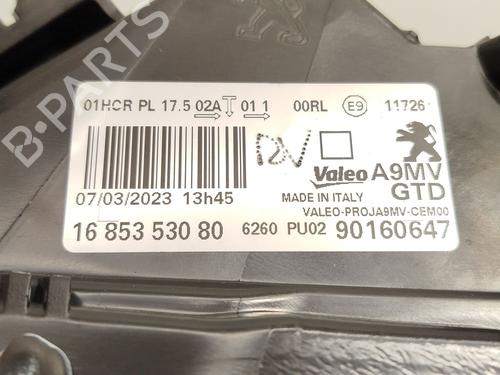 B-PARTS
01HCR PL 17.5 02A T 01 1 00RL E9 11726
Valeo A9MV
GTD
07/03/2023 13h45
MADE IN ITALY
VALEO-PROJA9MV-CEM00
16 853 530 80 6260 PU02 90160647